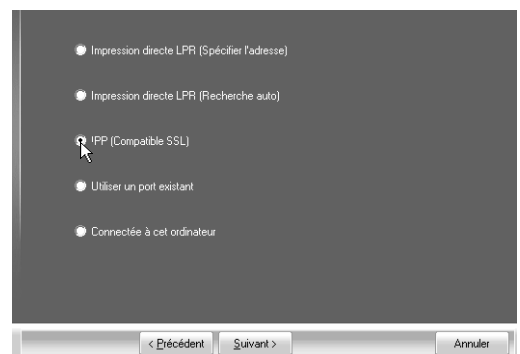 Impression directe LPR (Spécifier l'adresse)
Impression directe LPR (Recherche auto)
IPP (Compatible SSL)
Utiliser un port existant
Connectée à cet ordinateur
< Précédent
Suivant >
Annuler